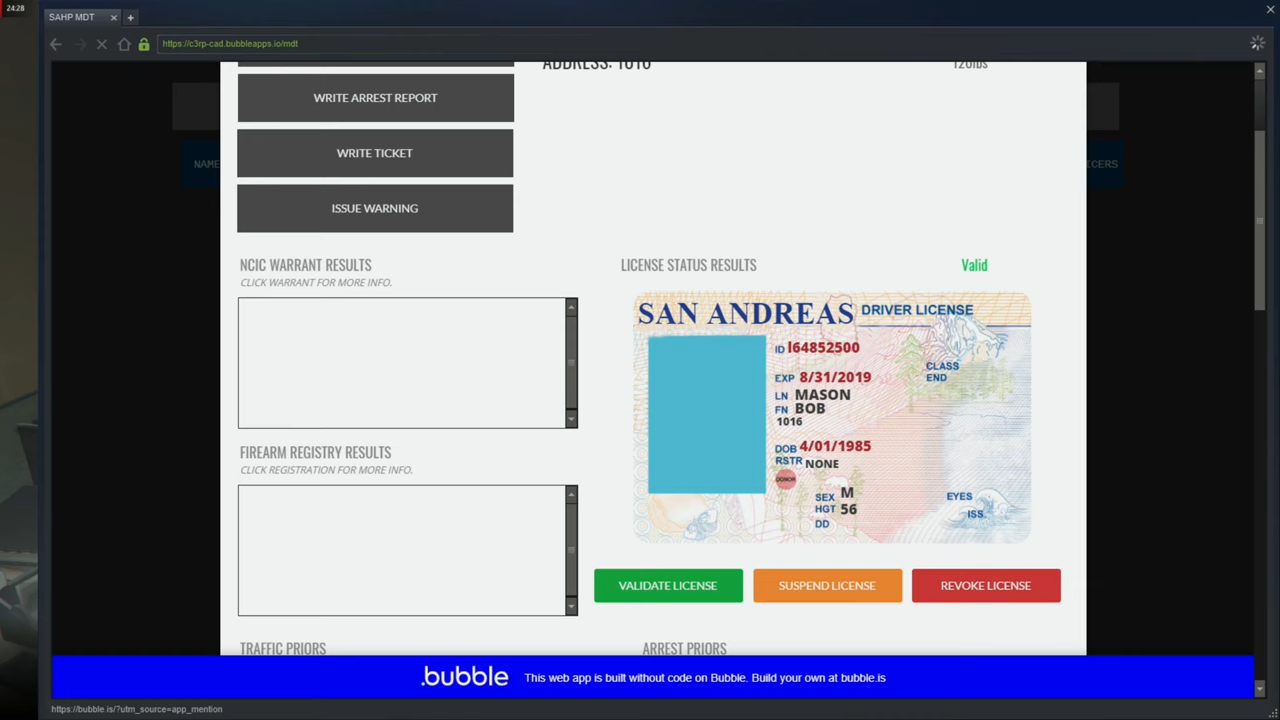 24:28
SAHP MDT
https://c3rp-cad.bubbleapps.io/mdt
ADDRESS: 1016
120lbs
WRITE ARREST REPORT
WRITE TICKET
ISSUE WARNING
NAME
CERS
NCIC WARRANT RESULTS
CLICK WARRANT FOR MORE INFO.
LICENSE STATUS RESULTS
Valid
SAN ANDREAS DRIVER LICENSE
ID I64852500
EXP 8/31/2019
LN MASON
FN BOB
1016
DOB 4/01/1985
RSTR NONE
DONOR
CLASS
END
SEX M
HGT 56
DD
EYES
ISS.
FIREARM REGISTRY RESULTS
CLICK REGISTRATION FOR MORE INFO.
VALIDATE LICENSE
SUSPEND LICENSE
REVOKE LICENSE
TRAFFIC PRIORS
ARREST PRIORS
.bubble This web app is built without code on Bubble. Build your own at bubble.is
https://bubble.is/?utm_source=app_mention